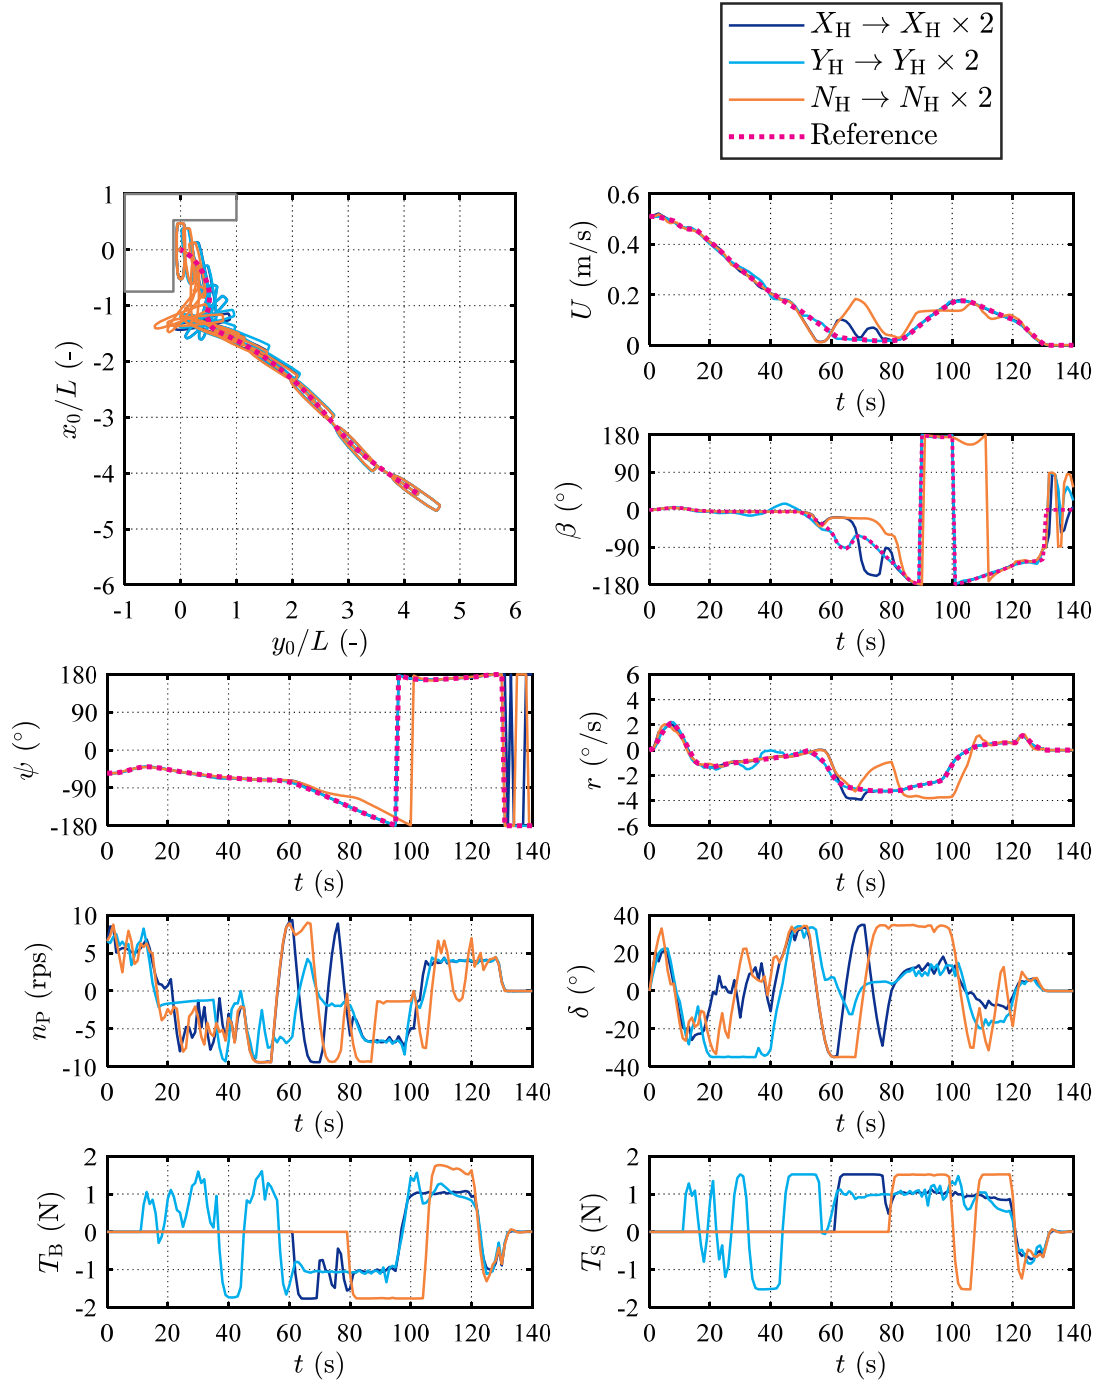 X_H → X_H × 2
Y_H → Y_H × 2
N_H → N_H × 2
Reference
1
0
-1
-2
-3
-4
-5
-6
-1 0 1 2 3 4 5 6
x_0/L (-)
y_0/L (-)
0.6
0.4
0.2
0
0 20 40 60 80 100 120 140
U (m/s)
t (s)
180
90
0
-90
-180
0 20 40 60 80 100 120 140
β (°)
t (s)
180
90
0
-90
-180
0 20 40 60 80 100 120 140
ψ (°)
t (s)
6
4
2
0
-2
-4
-6
0 20 40 60 80 100 120 140
r (°/s)
t (s)
10
5
0
-5
-10
0 20 40 60 80 100 120 140
n_P (rps)
t (s)
40
20
0
-20
-40
0 20 40 60 80 100 120 140
δ (°)
t (s)
2
1
0
-1
-2
0 20 40 60 80 100 120 140
T_B (N)
t (s)
2
1
0
-1
-2
0 20 40 60 80 100 120 140
T_S (N)
t (s)